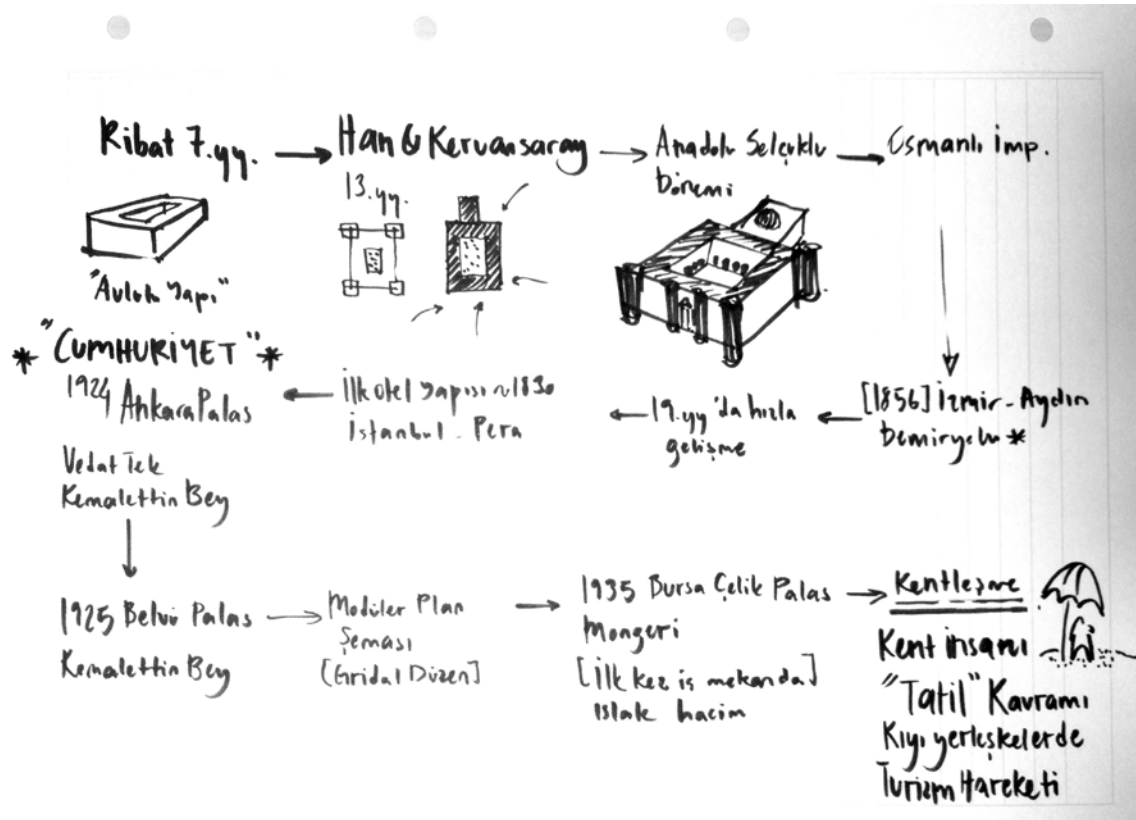 Ribat 7.yy.
Han & Kervansaray
13.yy.
Anadolu Selçuklu
Dönemi
Osmanlı imp.
"Avlulu Yapı"
[1856] İzmir-Aydın
Demiryolu *
19.yy'da hızla
gelişme
İlk otel yapısı ~1830
İstanbul - Pera
* "CUMHURİYET" *
1924 Ankara Palas
Vedat Tek
Kemalettin Bey
1925 Belvü Palas
Kemalettin Bey
Modüler Plan
Şeması
[Gridal Düzen]
1935 Bursa Çelik Palas
Mongeri
[İlk kez iç mekanda]
ıslak hacim
Kentleşme
Kent insanı
"Tatil" Kavramı
Kıyı yerleşkelerde
Turizm Hareketi